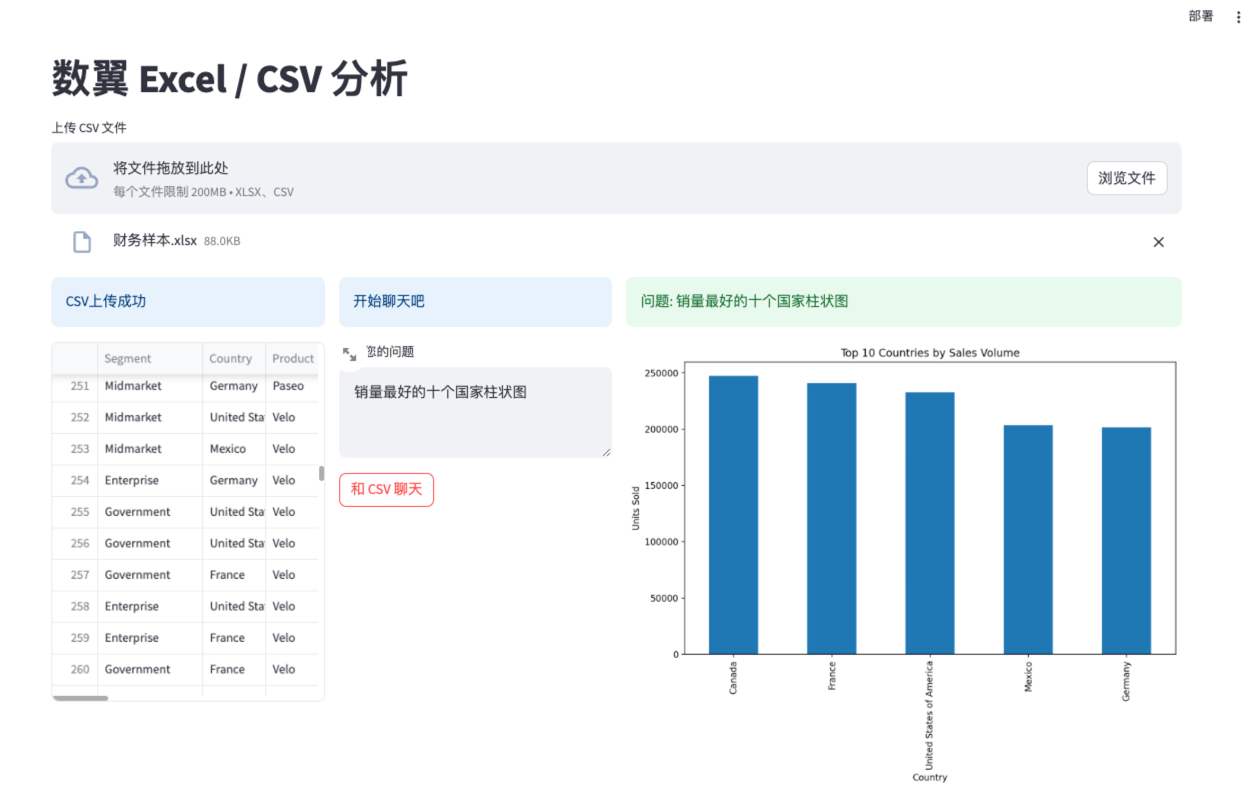 部署
数翼 Excel / CSV 分析
上传 CSV 文件
将文件拖放到此处
每个文件限制 200MB • XLSX、CSV
浏览文件
财务样本.xlsx 88.0KB
CSV上传成功
开始聊天吧
问题: 销量最好的十个国家柱状图
Segment Country Product
251 Midmarket Germany Paseo
252 Midmarket United Sta Velo
253 Midmarket Mexico Velo
254 Enterprise Germany Velo
255 Government United Sta Velo
256 Government United Sta Velo
257 Government France Velo
258 Enterprise United Sta Velo
259 Enterprise France Velo
260 Government France Velo
您的问题
销量最好的十个国家柱状图
和 CSV 聊天
Top 10 Countries by Sales Volume
250000
200000
150000
100000
50000
0
Units Sold
Canada
France
United States of America
Mexico
Germany
Country